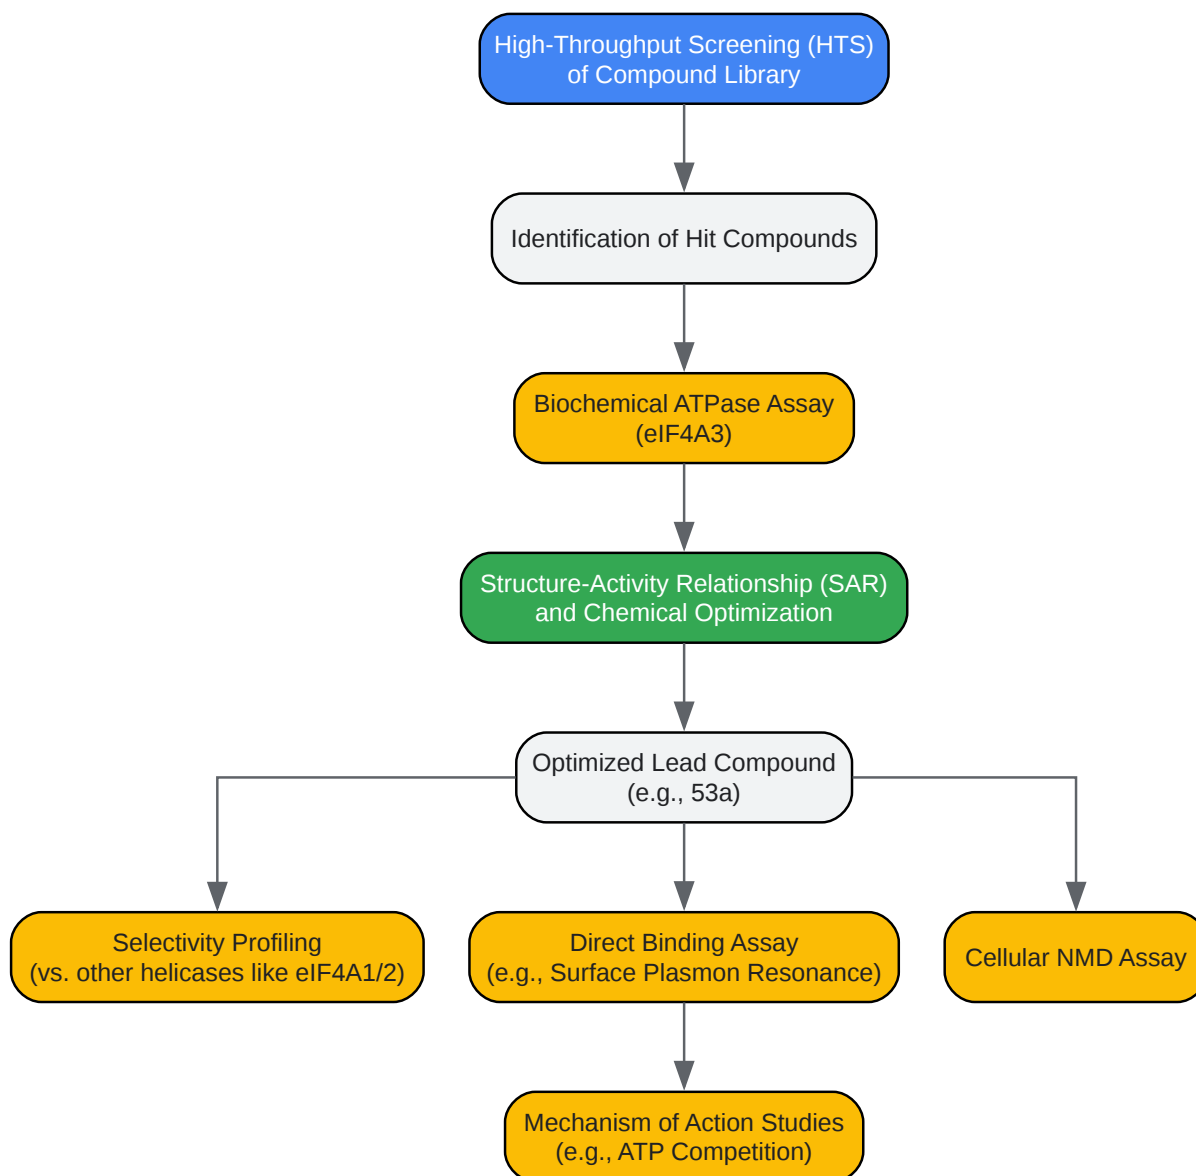 High-Throughput Screening (HTS)
of Compound Library
Identification of Hit Compounds
Biochemical ATPase Assay
(eIF4A3)
Structure-Activity Relationship (SAR)
and Chemical Optimization
Optimized Lead Compound
(e.g., 53a)
Selectivity Profiling
(vs. other helicases like eIF4A1/2)
Direct Binding Assay
(e.g., Surface Plasmon Resonance)
Cellular NMD Assay
Mechanism of Action Studies
(e.g., ATP Competition)